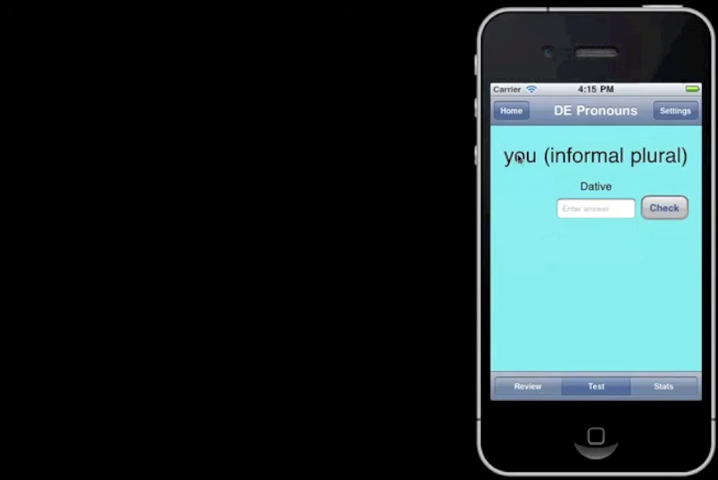 Carrier 4:15 PM
Home DE Pronouns Settings
you (informal plural)
Dative
Enter answer Check
Review Test Stats